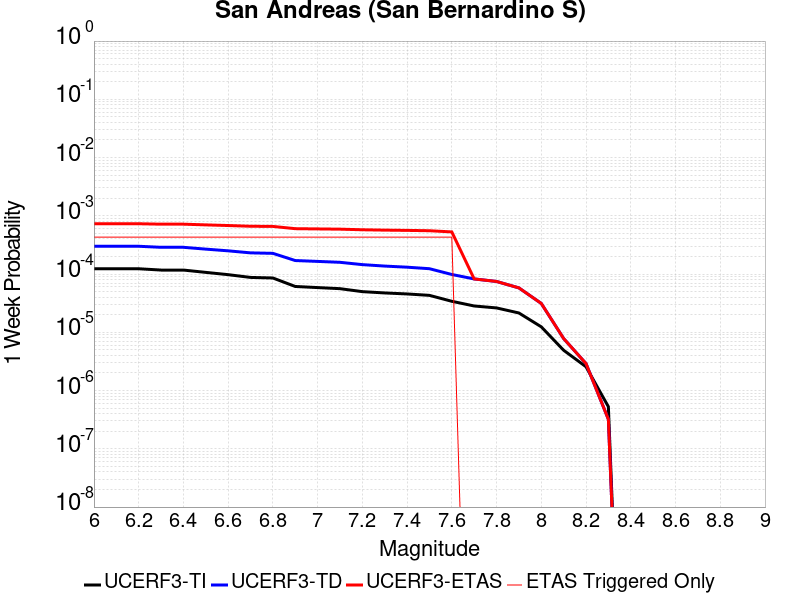 San Andreas (San Bernardino S)
10^0
10^-1
10^-2
10^-3
10^-4
10^-5
10^-6
10^-7
10^-8
1 Week Probability
6 6.2 6.4 6.6 6.8 7 7.2 7.4 7.6 7.8 8 8.2 8.4 8.6 8.8 9
Magnitude
UCERF3-TI UCERF3-TD UCERF3-ETAS ETAS Triggered Only